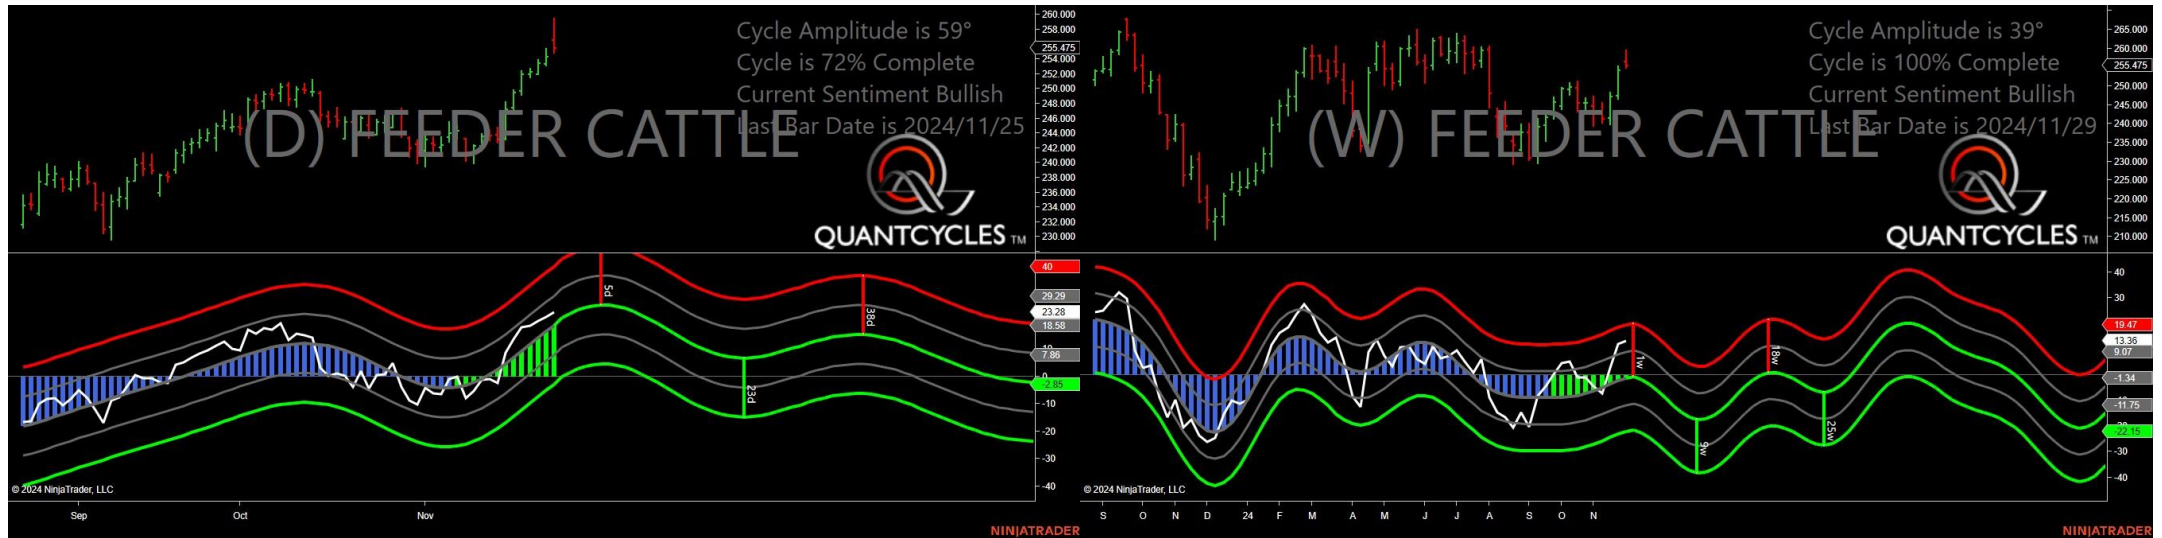 Cycle Amplitude is 59°
Cycle is 72% Complete
Current Sentiment Bullish
Last Bar Date is 2024/11/25
(D) FEEDER CATTLE
QUANTCYCLES TM
260.000
258.000
255.475
254.000
252.000
250.000
248.000
246.000
244.000
242.000
240.000
238.000
236.000
234.000
232.000
230.000
40
29.29
23.28
18.58
10
7.86
0
-2.85
-10
-20
-30
-40
5d
23d
38d
© 2024 NinjaTrader, LLC
Sep Oct Nov
NINJATRADER
Cycle Amplitude is 39°
Cycle is 100% Complete
Current Sentiment Bullish
Last Bar Date is 2024/11/29
(W) FEEDER CATTLE
QUANTCYCLES TM
265.000
260.000
255.475
250.000
245.000
240.000
235.000
230.000
225.000
220.000
215.000
210.000
40
30
19.47
13.36
9.07
-1.34
-11.75
-22.15
-30
-40
1w
9w
18w
25w
© 2024 NinjaTrader, LLC
S O N D 24 F M A M J J A S O N
NINJATRADER